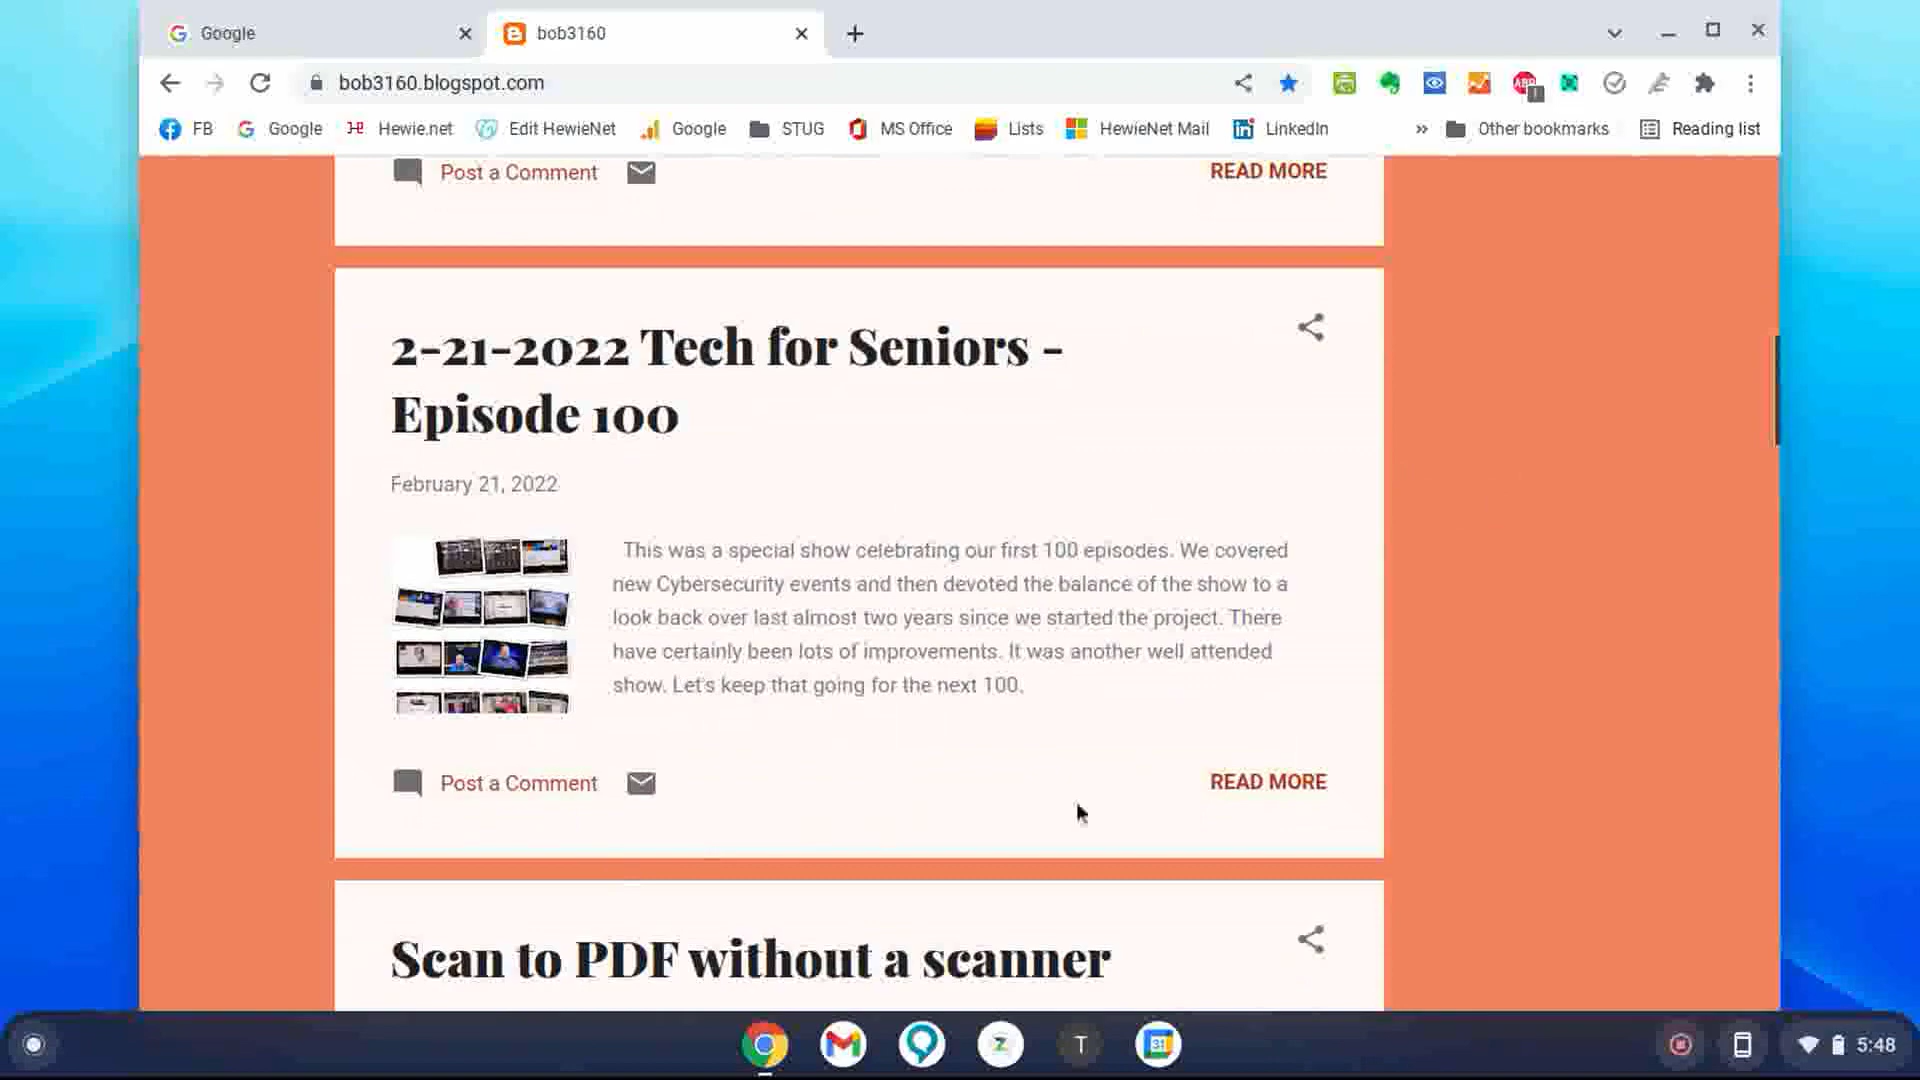 Google
bob3160
bob3160.blogspot.com
FB Google Hewie.net Edit HewieNet Google STUG MS Office Lists HewieNet Mail LinkedIn » Other bookmarks Reading list
Post a Comment READ MORE
2-21-2022 Tech for Seniors -
Episode 100
February 21, 2022
This was a special show celebrating our first 100 episodes. We covered
new Cybersecurity events and then devoted the balance of the show to a
look back over last almost two years since we started the project. There
have certainly been lots of improvements. It was another well attended
show. Let's keep that going for the next 100.
Post a Comment READ MORE
Scan to PDF without a scanner
T 31 5:48